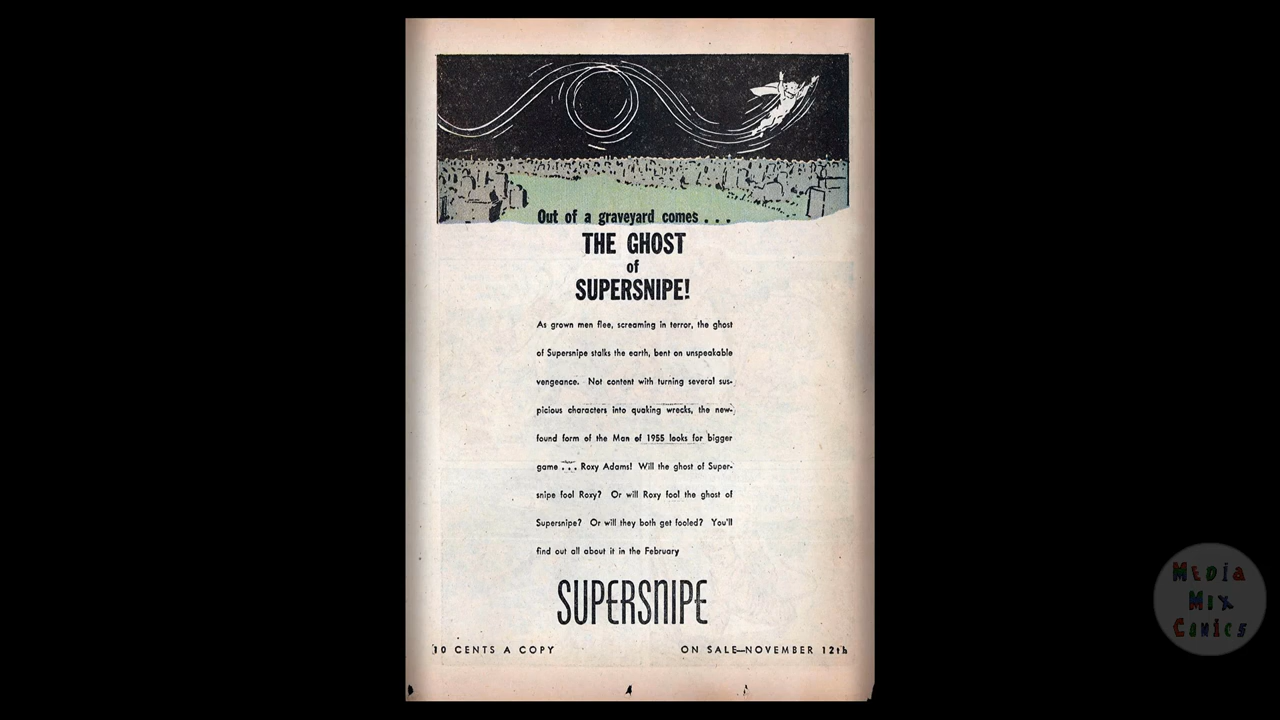 Out of a graveyard comes . . .
THE GHOST
of
SUPERSNIPE!
As grown men flee, screaming in terror, the ghost
of Supersnipe stalks the earth, bent on unspeakable
vengeance. Not content with turning several sus-
picious characters into quaking wrecks, the new-
found form of the Man of 1955 looks for bigger
game . . . Roxy Adams! Will the ghost of Super-
snipe fool Roxy? Or will Roxy fool the ghost of
Supersnipe? Or will they both get fooled? You'll
find out all about it in the February
SUPERSNIPE
10 CENTS A COPY ON SALE—NOVEMBER 12th
MEDiA
MiX
COMiCS